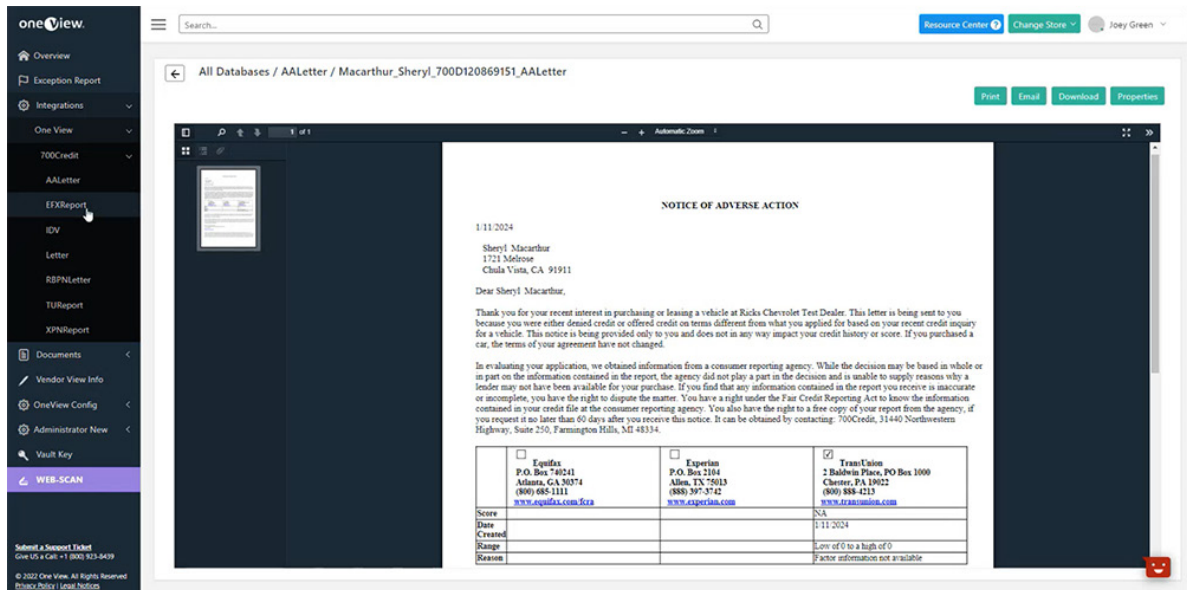 oneView.
Search...
Resource Center ?
Change Store
Joey Green
Overview
Exception Report
Integrations
One View
700Credit
AALetter
EFXReport
IDV
Letter
RBPNLetter
TUReport
XPNReport
Documents
Vendor View Info
OneView Config
Administrator New
Vault Key
WEB-SCAN
Submit a Support Ticket
Give US a Call: +1 (800) 923-8439
© 2022 One View. All Rights Reserved
Privacy Policy | Legal Notices
All Databases / AALetter / Macarthur_Sheryl_700D120869151_AALetter
Print Email Download Properties
1 of 1
Automatic Zoom
NOTICE OF ADVERSE ACTION
1/11/2024
Sheryl Macarthur
1721 Melrose
Chula Vista, CA 91911
Dear Sheryl Macarthur,
Thank you for your recent interest in purchasing or leasing a vehicle at Ricks Chevrolet Test Dealer. This letter is being sent to you
because you were either denied credit or offered credit on terms different from what you applied for based on your recent credit inquiry
for a vehicle. This notice is being provided only to you and does not in any way impact your credit history or score. If you purchased a
car, the terms of your agreement have not changed.
In evaluating your application, we obtained information from a consumer reporting agency. While the decision may be based in whole or
in part on the information contained in the report, the agency did not play a part in the decision and is unable to supply reasons why a
lender may not have been available for your purchase. If you find that any information contained in the report you receive is inaccurate
or incomplete, you have the right to dispute the matter. You have a right under the Fair Credit Reporting Act to know the information
contained in your credit file at the consumer reporting agency. You also have the right to a free copy of your report from the agency, if
you request it no later than 60 days after you receive this notice. It can be obtained by contacting: 700Credit, 31440 Northwestern
Highway, Suite 250, Farmington Hills, MI 48334.
Equifax
P.O. Box 740241
Atlanta, GA 30374
(800) 685-1111
www.equifax.com/fcra
Experian
P.O. Box 2104
Allen, TX 75013
(888) 397-3742
www.experian.com
TransUnion
2 Baldwin Place, PO Box 1000
Chester, PA 19022
(800) 888-4213
www.transunion.com
Score NA
Date Created 1/11/2024
Range Low of 0 to a high of 0
Reason Factor information not available